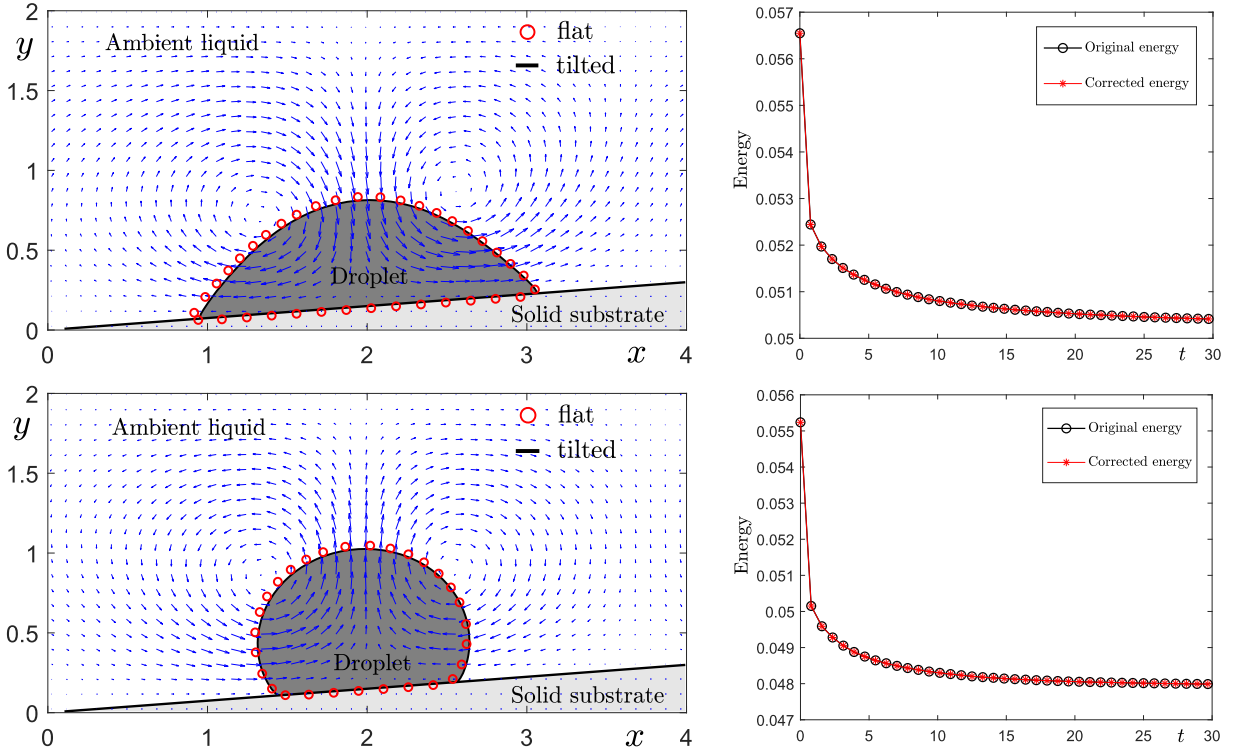 2
y
Ambient liquid
flat
tilted
1.5
1
0.5
Droplet
Solid substrate
0
0 1 2 x 3 4
0.057
0.056
0.055
0.054
0.053
0.052
0.051
0.05
Energy
Original energy
Corrected energy
0 5 10 15 20 25 t 30
2
y
Ambient liquid
flat
tilted
1.5
1
0.5
Droplet
Solid substrate
0
0 1 2 3 x 4
0.056
0.055
0.054
0.053
0.052
0.051
0.05
0.049
0.048
0.047
Energy
Original energy
Corrected energy
0 5 10 15 20 25 t 30